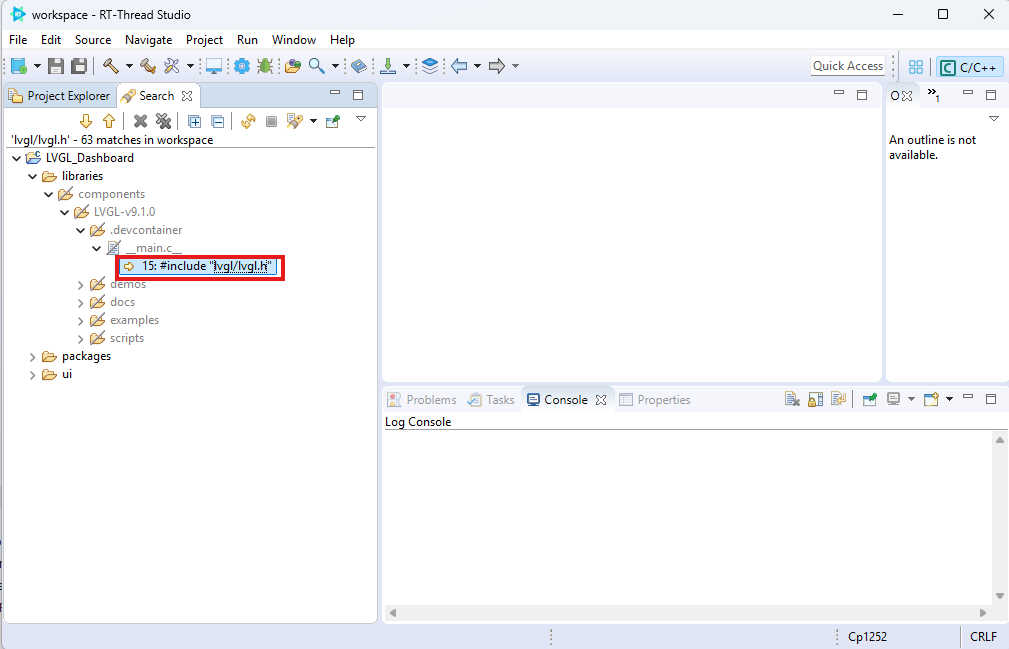 workspace - RT-Thread Studio
File Edit Source Navigate Project Run Window Help
Quick Access
C/C++
Project Explorer
Search
'lvgl/lvgl.h' - 63 matches in workspace
LVGL_Dashboard
libraries
components
LVGL-v9.1.0
.devcontainer
__main.c__
15: #include "lvgl/lvgl.h"
demos
docs
examples
scripts
packages
ui
O
»1
An outline is not
available.
Problems Tasks Console Properties
Log Console
Cp1252
CRLF